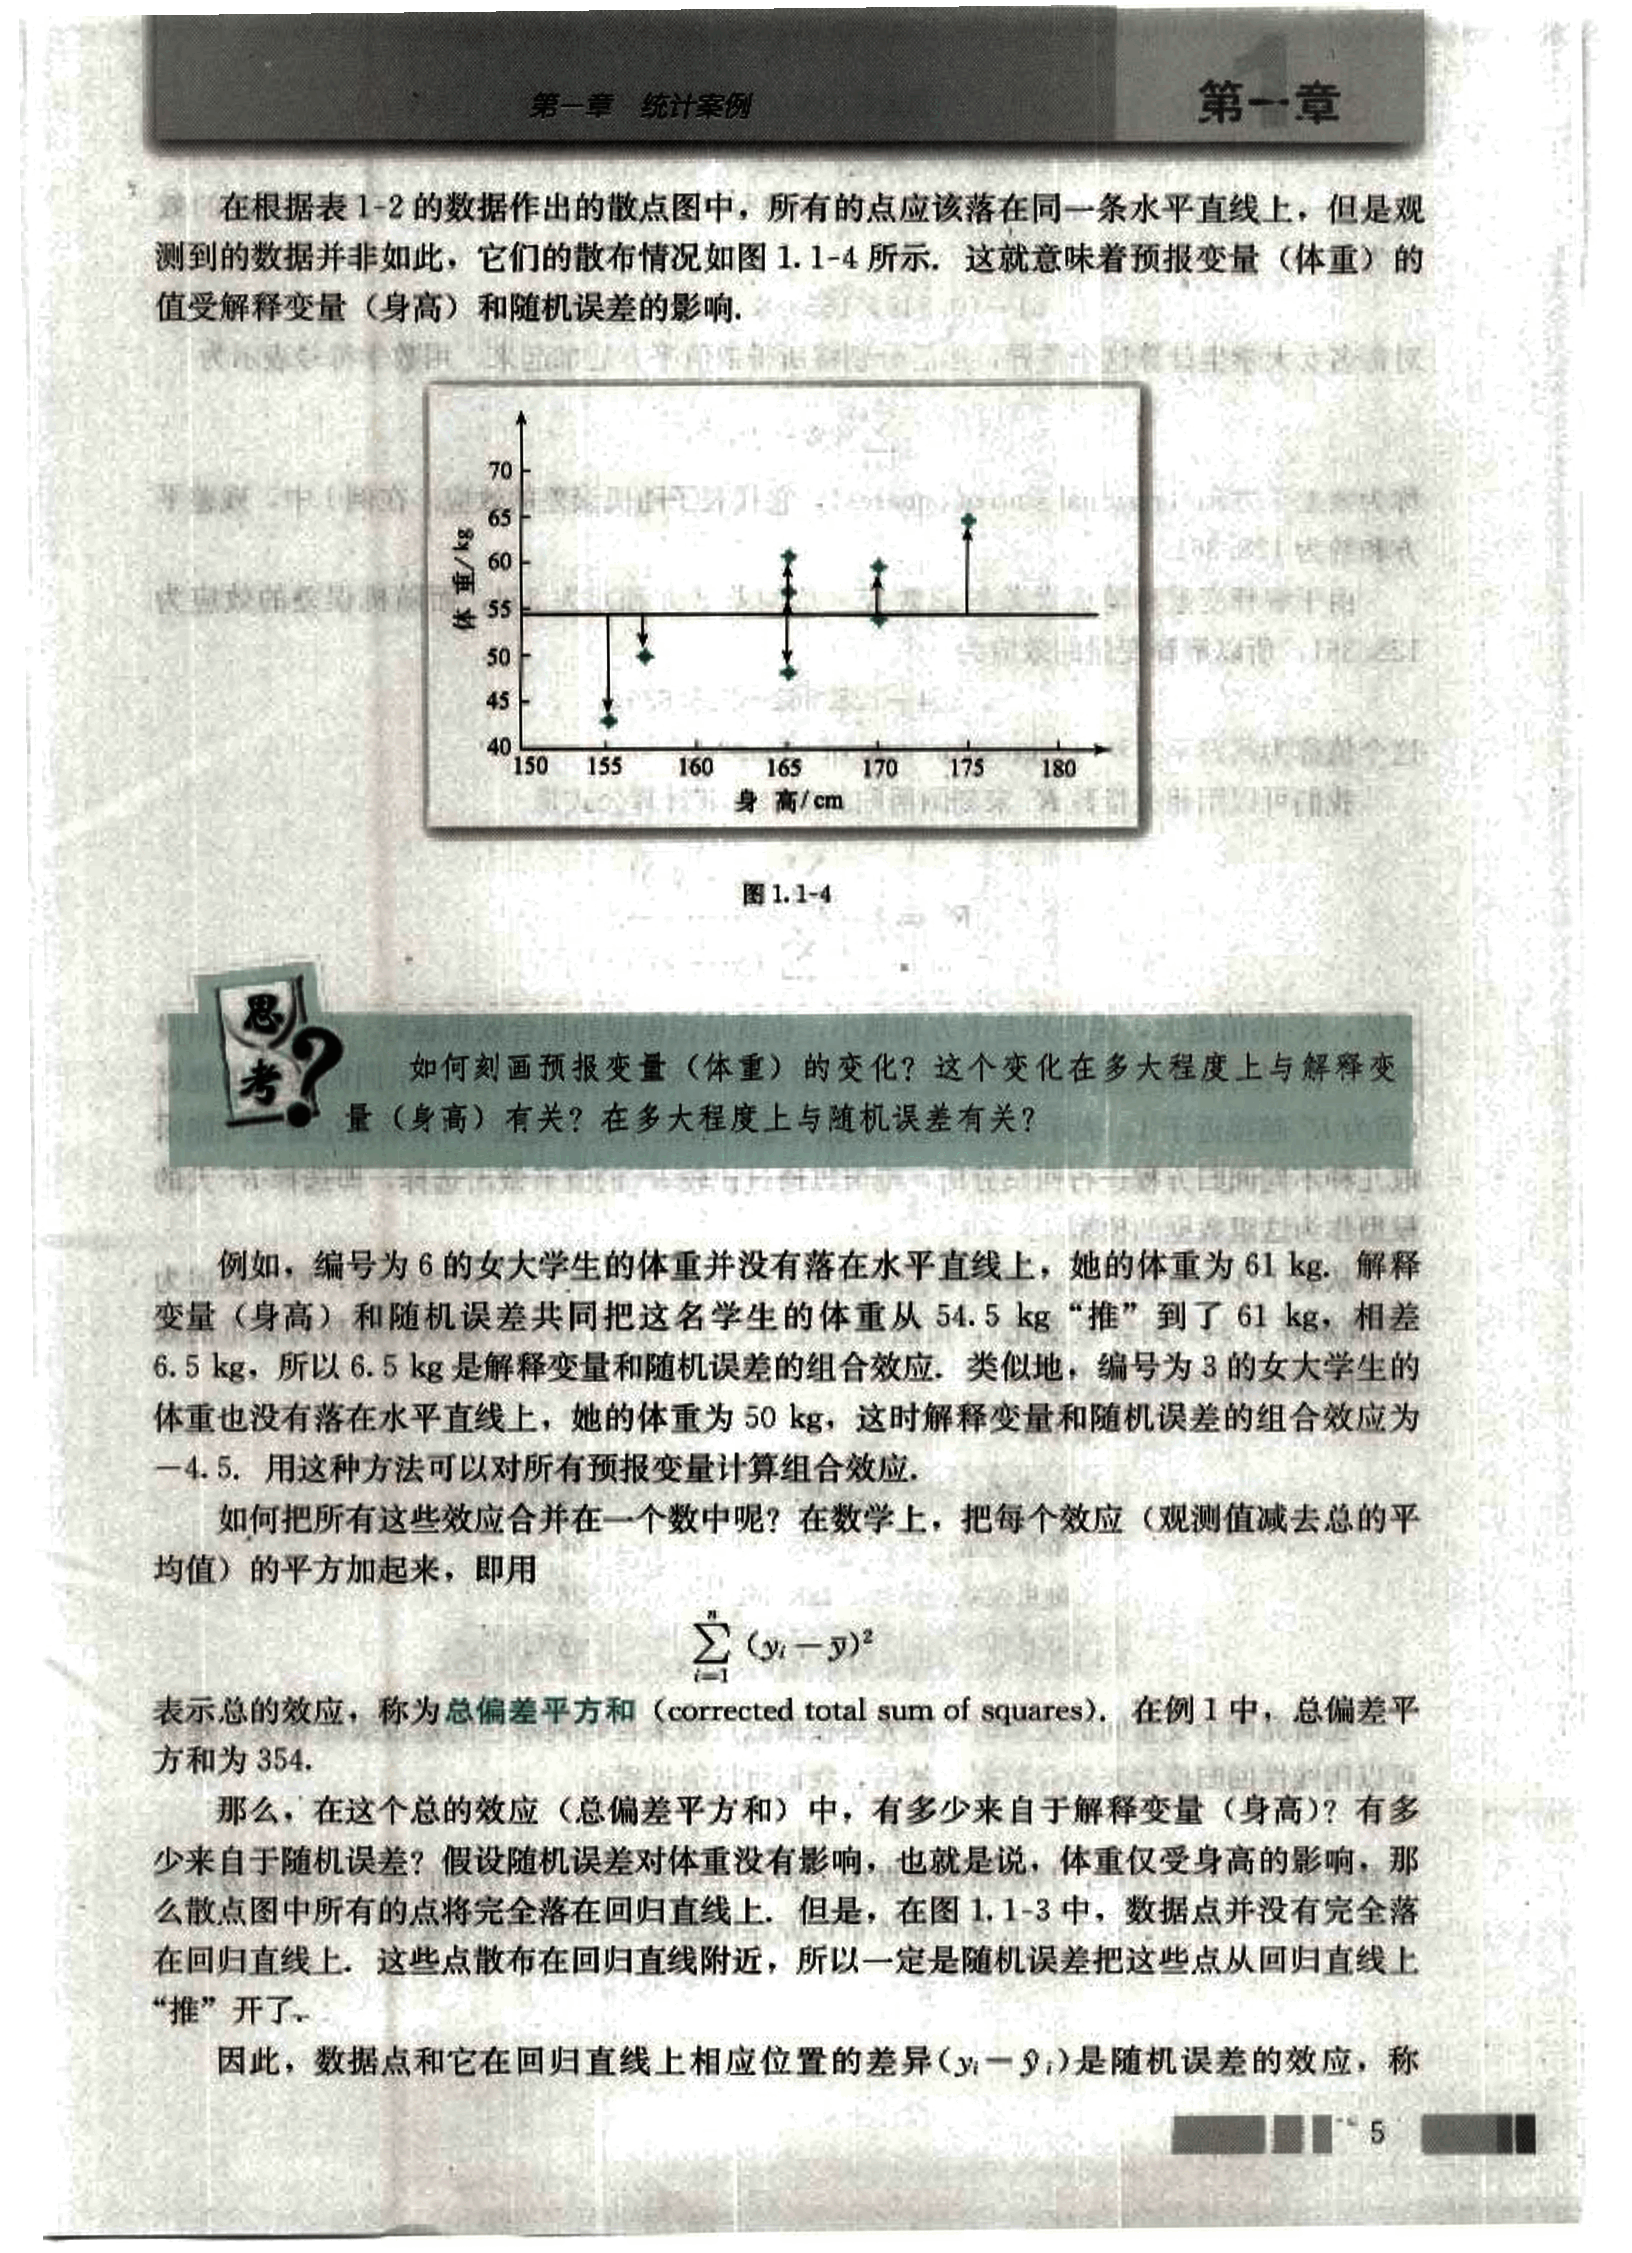 第一章 统计案例
第一章
在根据表1-2的数据作出的散点图中，所有的点应该落在同一条水平直线上，但是观
测到的数据并非如此，它们的散布情况如图1.1-4所示. 这就意味着预报变量（体重）的
值受解释变量（身高）和随机误差的影响.
70
65
60
55
50
45
40
体 重/kg
150 155 160 165 170 175 180
身 高/cm
图1.1-4
思考?
如何刻画预报变量（体重）的变化？这个变化在多大程度上与解释变
量（身高）有关？在多大程度上与随机误差有关？
例如，编号为6的女大学生的体重并没有落在水平直线上，她的体重为61 kg. 解释
变量（身高）和随机误差共同把这名学生的体重从54.5 kg“推”到了61 kg，相差
6.5 kg，所以6.5 kg是解释变量和随机误差的组合效应. 类似地，编号为3的女大学生的
体重也没有落在水平直线上，她的体重为50 kg，这时解释变量和随机误差的组合效应为
−4.5. 用这种方法可以对所有预报变量计算组合效应.
如何把所有这些效应合并在一个数中呢？在数学上，把每个效应（观测值减去总的平
均值）的平方加起来，即用
$\sum_{i=1}^{n}(y_i-\bar{y})^2$
表示总的效应，称为总偏差平方和（corrected total sum of squares). 在例1中，总偏差平
方和为354.
那么，在这个总的效应（总偏差平方和）中，有多少来自于解释变量（身高）？有多
少来自于随机误差？假设随机误差对体重没有影响，也就是说，体重仅受身高的影响，那
么散点图中所有的点将完全落在回归直线上. 但是，在图1.1-3中，数据点并没有完全落
在回归直线上. 这些点散布在回归直线附近，所以一定是随机误差把这些点从回归直线上
“推”开了.
因此，数据点和它在回归直线上相应位置的差异$(y_i-\hat{y}_i)$是随机误差的效应，称
5